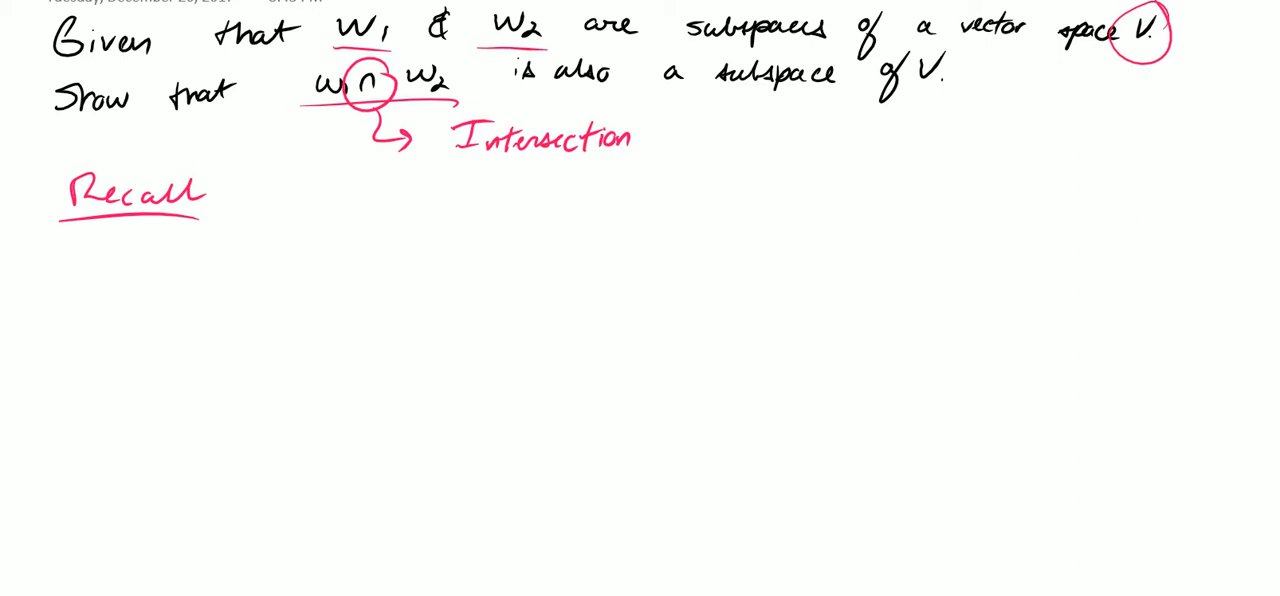 Given that W1 & W2 are subspaces of a vector space V.
Show that W1 ∩ W2 is also a subspace of V.
Intersection
Recall